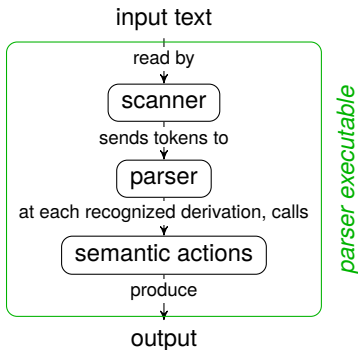 input text
read by
scanner
sends tokens to
parser
at each recognized derivation, calls
semantic actions
produce
output
parser executable